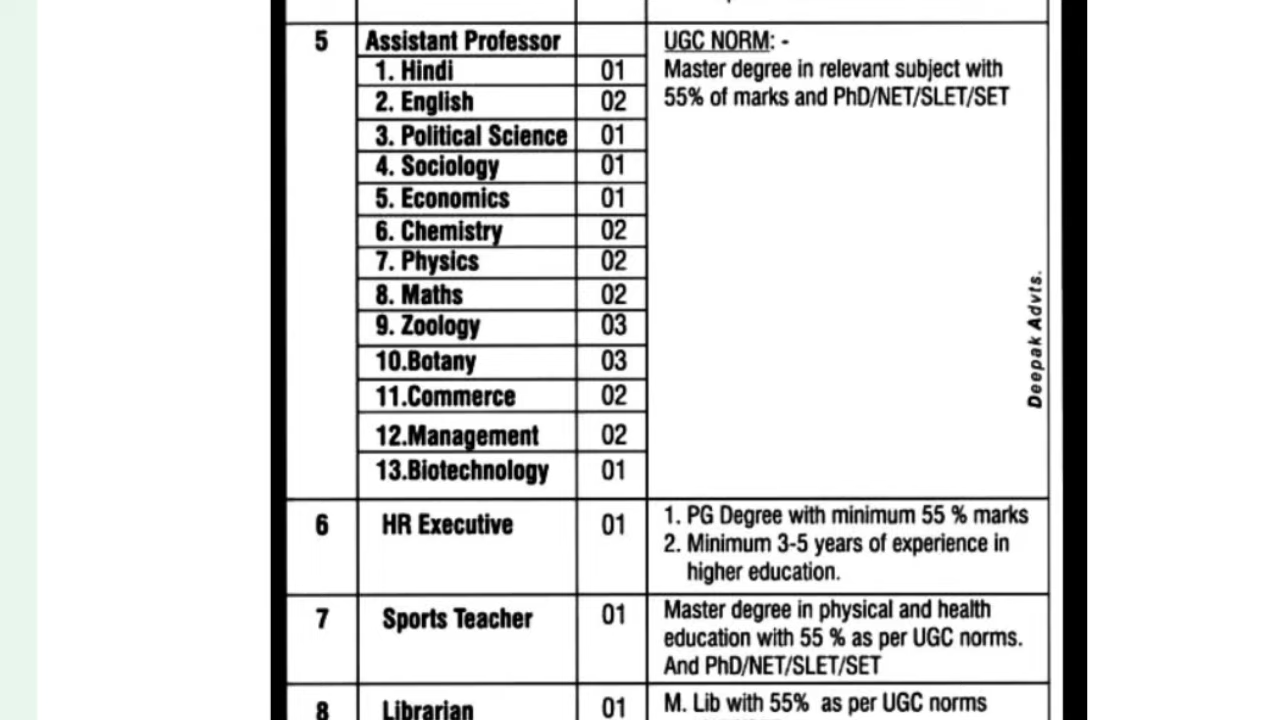 5 Assistant Professor UGC NORM: -
1. Hindi 01 Master degree in relevant subject with
2. English 02 55% of marks and PhD/NET/SLET/SET
3. Political Science 01
4. Sociology 01
5. Economics 01
6. Chemistry 02
7. Physics 02
8. Maths 02
9. Zoology 03
10.Botany 03
11.Commerce 02
12.Management 02
13.Biotechnology 01
Deepak Advts.
6 HR Executive 01 1. PG Degree with minimum 55 % marks
2. Minimum 3-5 years of experience in
higher education.
7 Sports Teacher 01 Master degree in physical and health
education with 55 % as per UGC norms.
And PhD/NET/SLET/SET
8 Librarian 01 M. Lib with 55% as per UGC norms